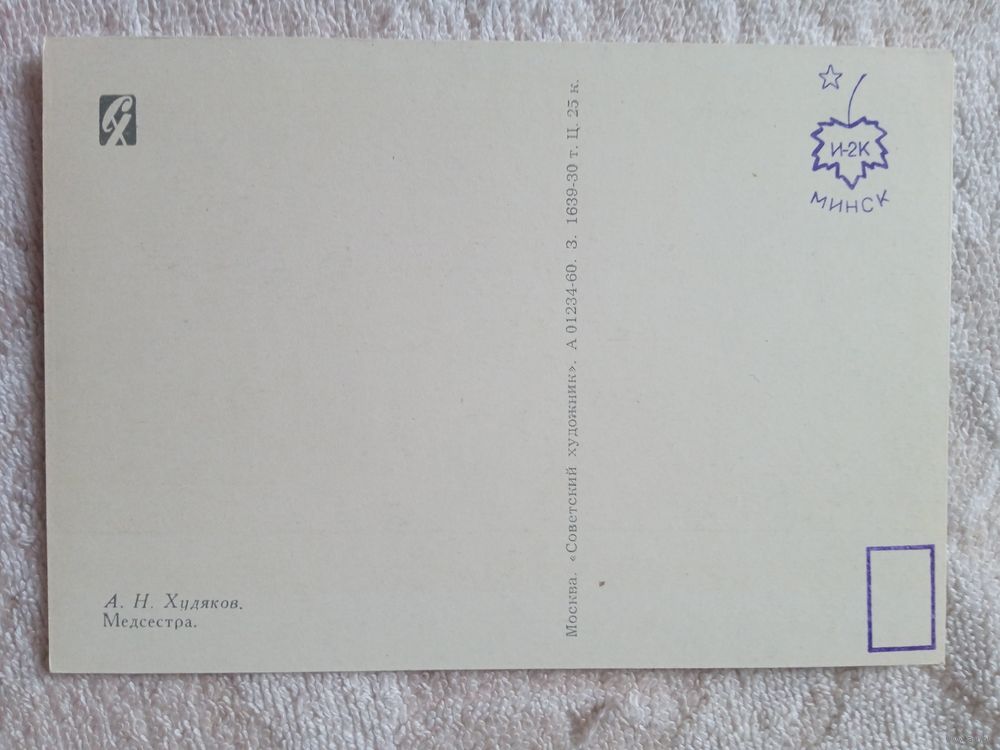 СХ
И-2К
МИНСК
Москва. «Советский художник». А 01234-60. З. 1639-30 т. Ц. 25 к.
А. Н. Худяков.
Медсестра.